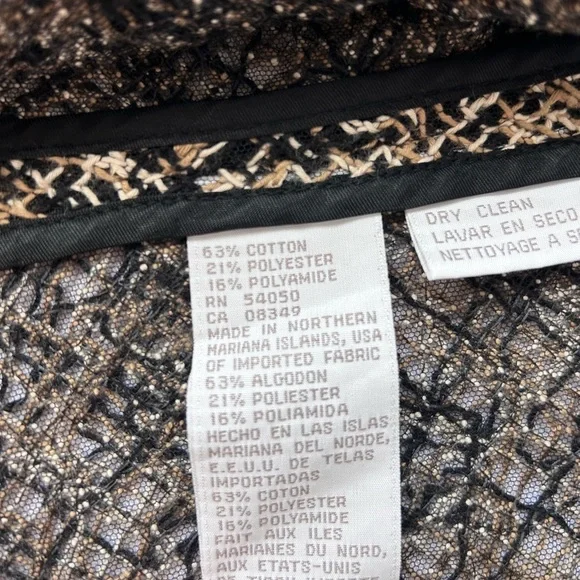 63% COTTON
21% POLYESTER
16% POLYAMIDE
RN 54050
CA 08349
MADE IN NORTHERN
MARIANA ISLANDS, USA
OF IMPORTED FABRIC
63% ALGODON
21% POLIESTER
16% POLIAMIDA
HECHO EN LAS ISLAS
MARIANA DEL NORDE,
E.E.U.U. DE TELAS
IMPORTADAS
63% COTON
21% POLYESTER
16% POLYAMIDE
FAIT AUX ILES
MARIANES DU NORD,
AUX ETATS-UNIS
DRY CLEAN
LAVAR EN SECO
NETTOYAGE A